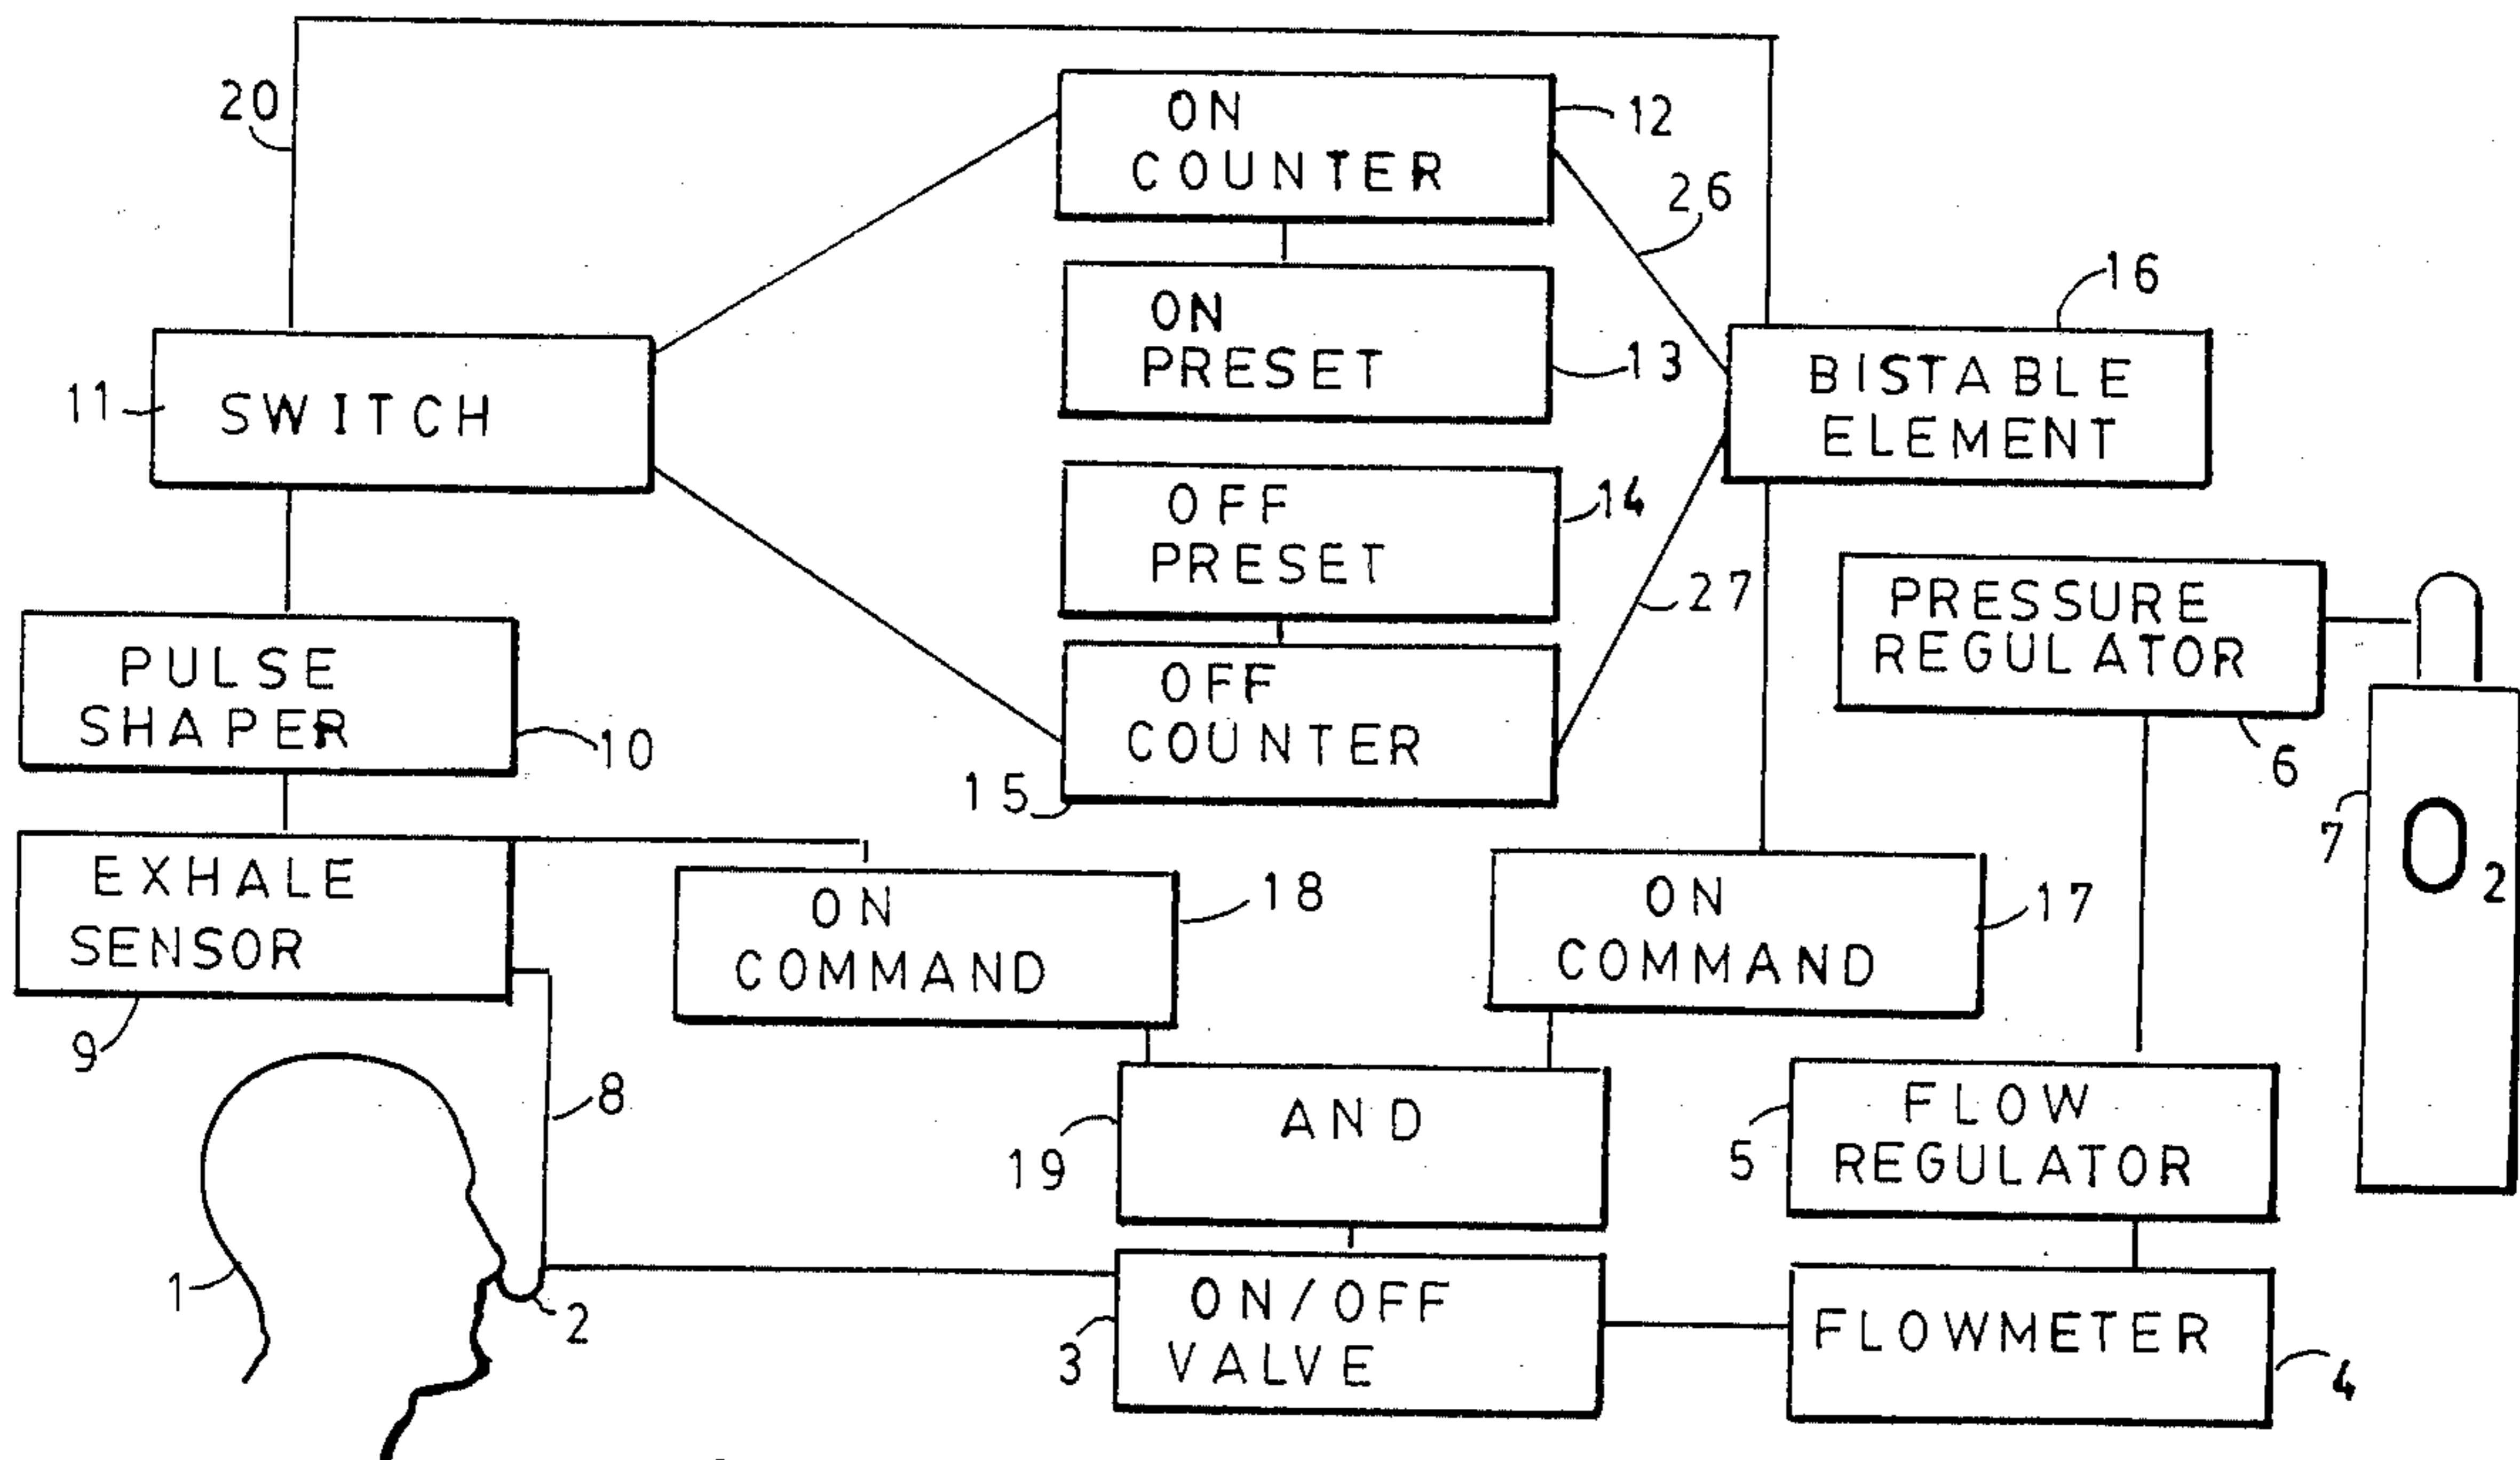 20
ON
COUNTER
12
26
ON
PRESET
13
16
BISTABLE
ELEMENT
11
SWITCH
OFF
PRESET
14
27
PRESSURE
REGULATOR
6
PULSE
SHAPER
10
OFF
COUNTER
15
7
O2
EXHALE
SENSOR
9
ON
COMMAND
18
ON
COMMAND
17
8
AND
19
FLOW
REGULATOR
5
1
2
ON/OFF
VALVE
3
FLOWMETER
4